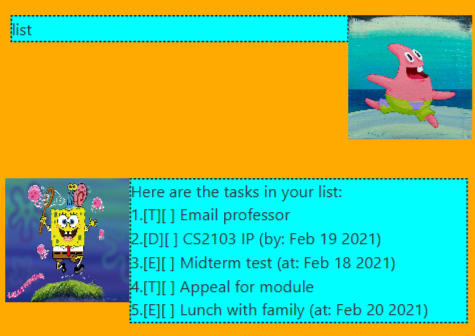 list
Here are the tasks in your list:
1.[T][ ] Email professor
2.[D][ ] CS2103 IP (by: Feb 19 2021)
3.[E][ ] Midterm test (at: Feb 18 2021)
4.[T][ ] Appeal for module
5.[E][ ] Lunch with family (at: Feb 20 2021)